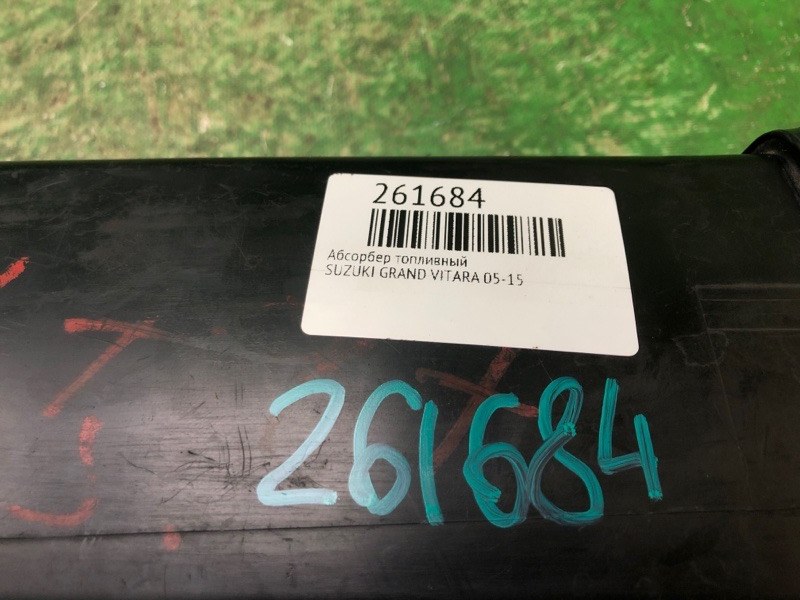 261684
Абсорбер топливный
SUZUKI GRAND VITARA 05-15
261684